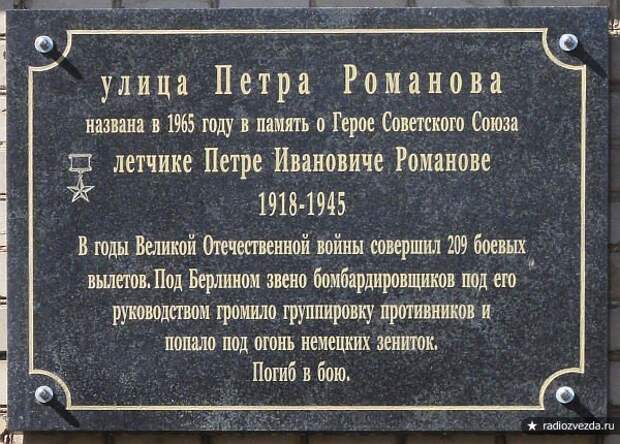 улица Петра Романова
названа в 1965 году в память о Герое Советского Союза
летчике Петре Ивановиче Романове
1918-1945
В годы Великой Отечественной войны совершил 209 боевых
вылетов. Под Берлином звено бомбардировщиков под его
руководством громило группировку противников и
попало под огонь немецких зениток.
Погиб в бою.
radiozvezda.ru